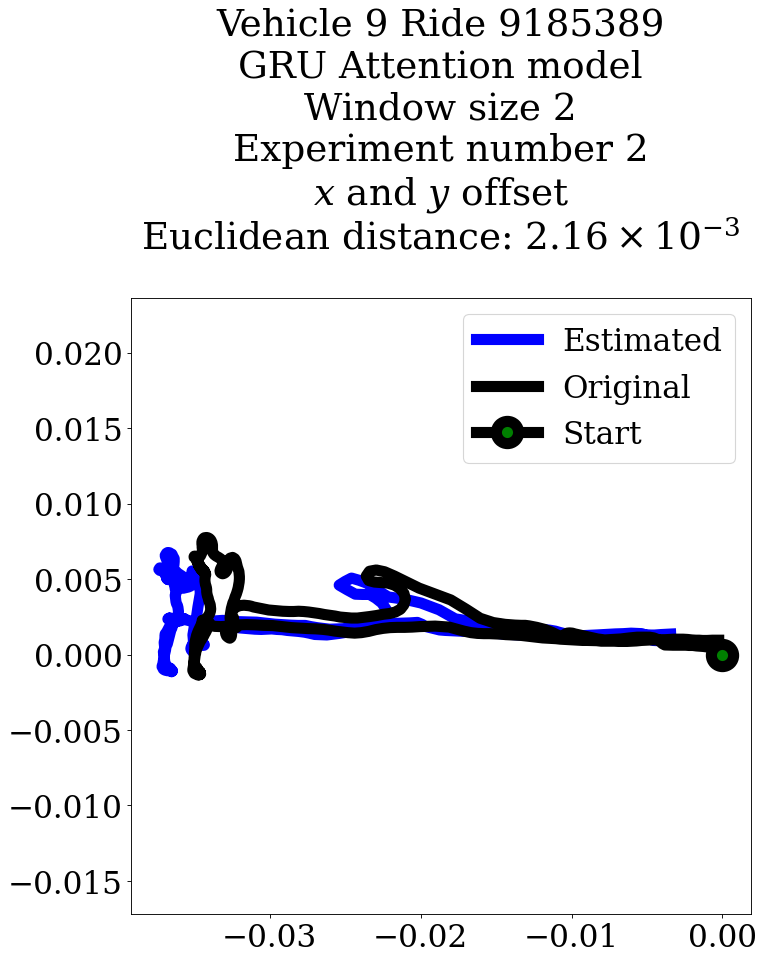 Vehicle 9 Ride 9185389
GRU Attention model
Window size 2
Experiment number 2
x and y offset
Euclidean distance: 2.16 × 10⁻³
Estimated
Original
Start
0.020
0.015
0.010
0.005
0.000
−0.005
−0.010
−0.015
−0.03
−0.02
−0.01
0.00